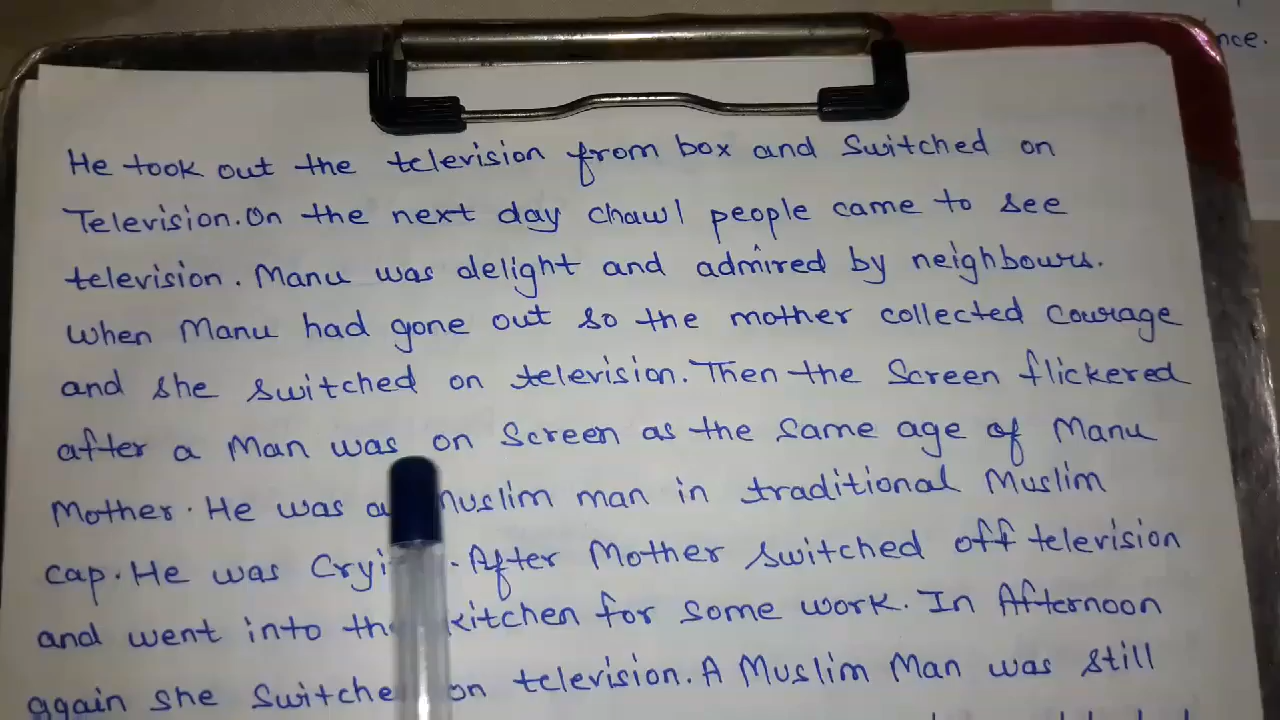 nce.
He took out the television from box and Switched on
Television. On the next day chawl people came to see
television. Manu was delight and admired by neighbours.
When Manu had gone out so the mother collected courage
and she switched on television. Then the Screen flickered
after a Man was on Screen as the same age of Manu
Mother. He was a Muslim man in traditional Muslim
cap. He was . After Mother switched off television
and went into kitchen for some work. In Afternoon
again she on television. A Muslim Man was still